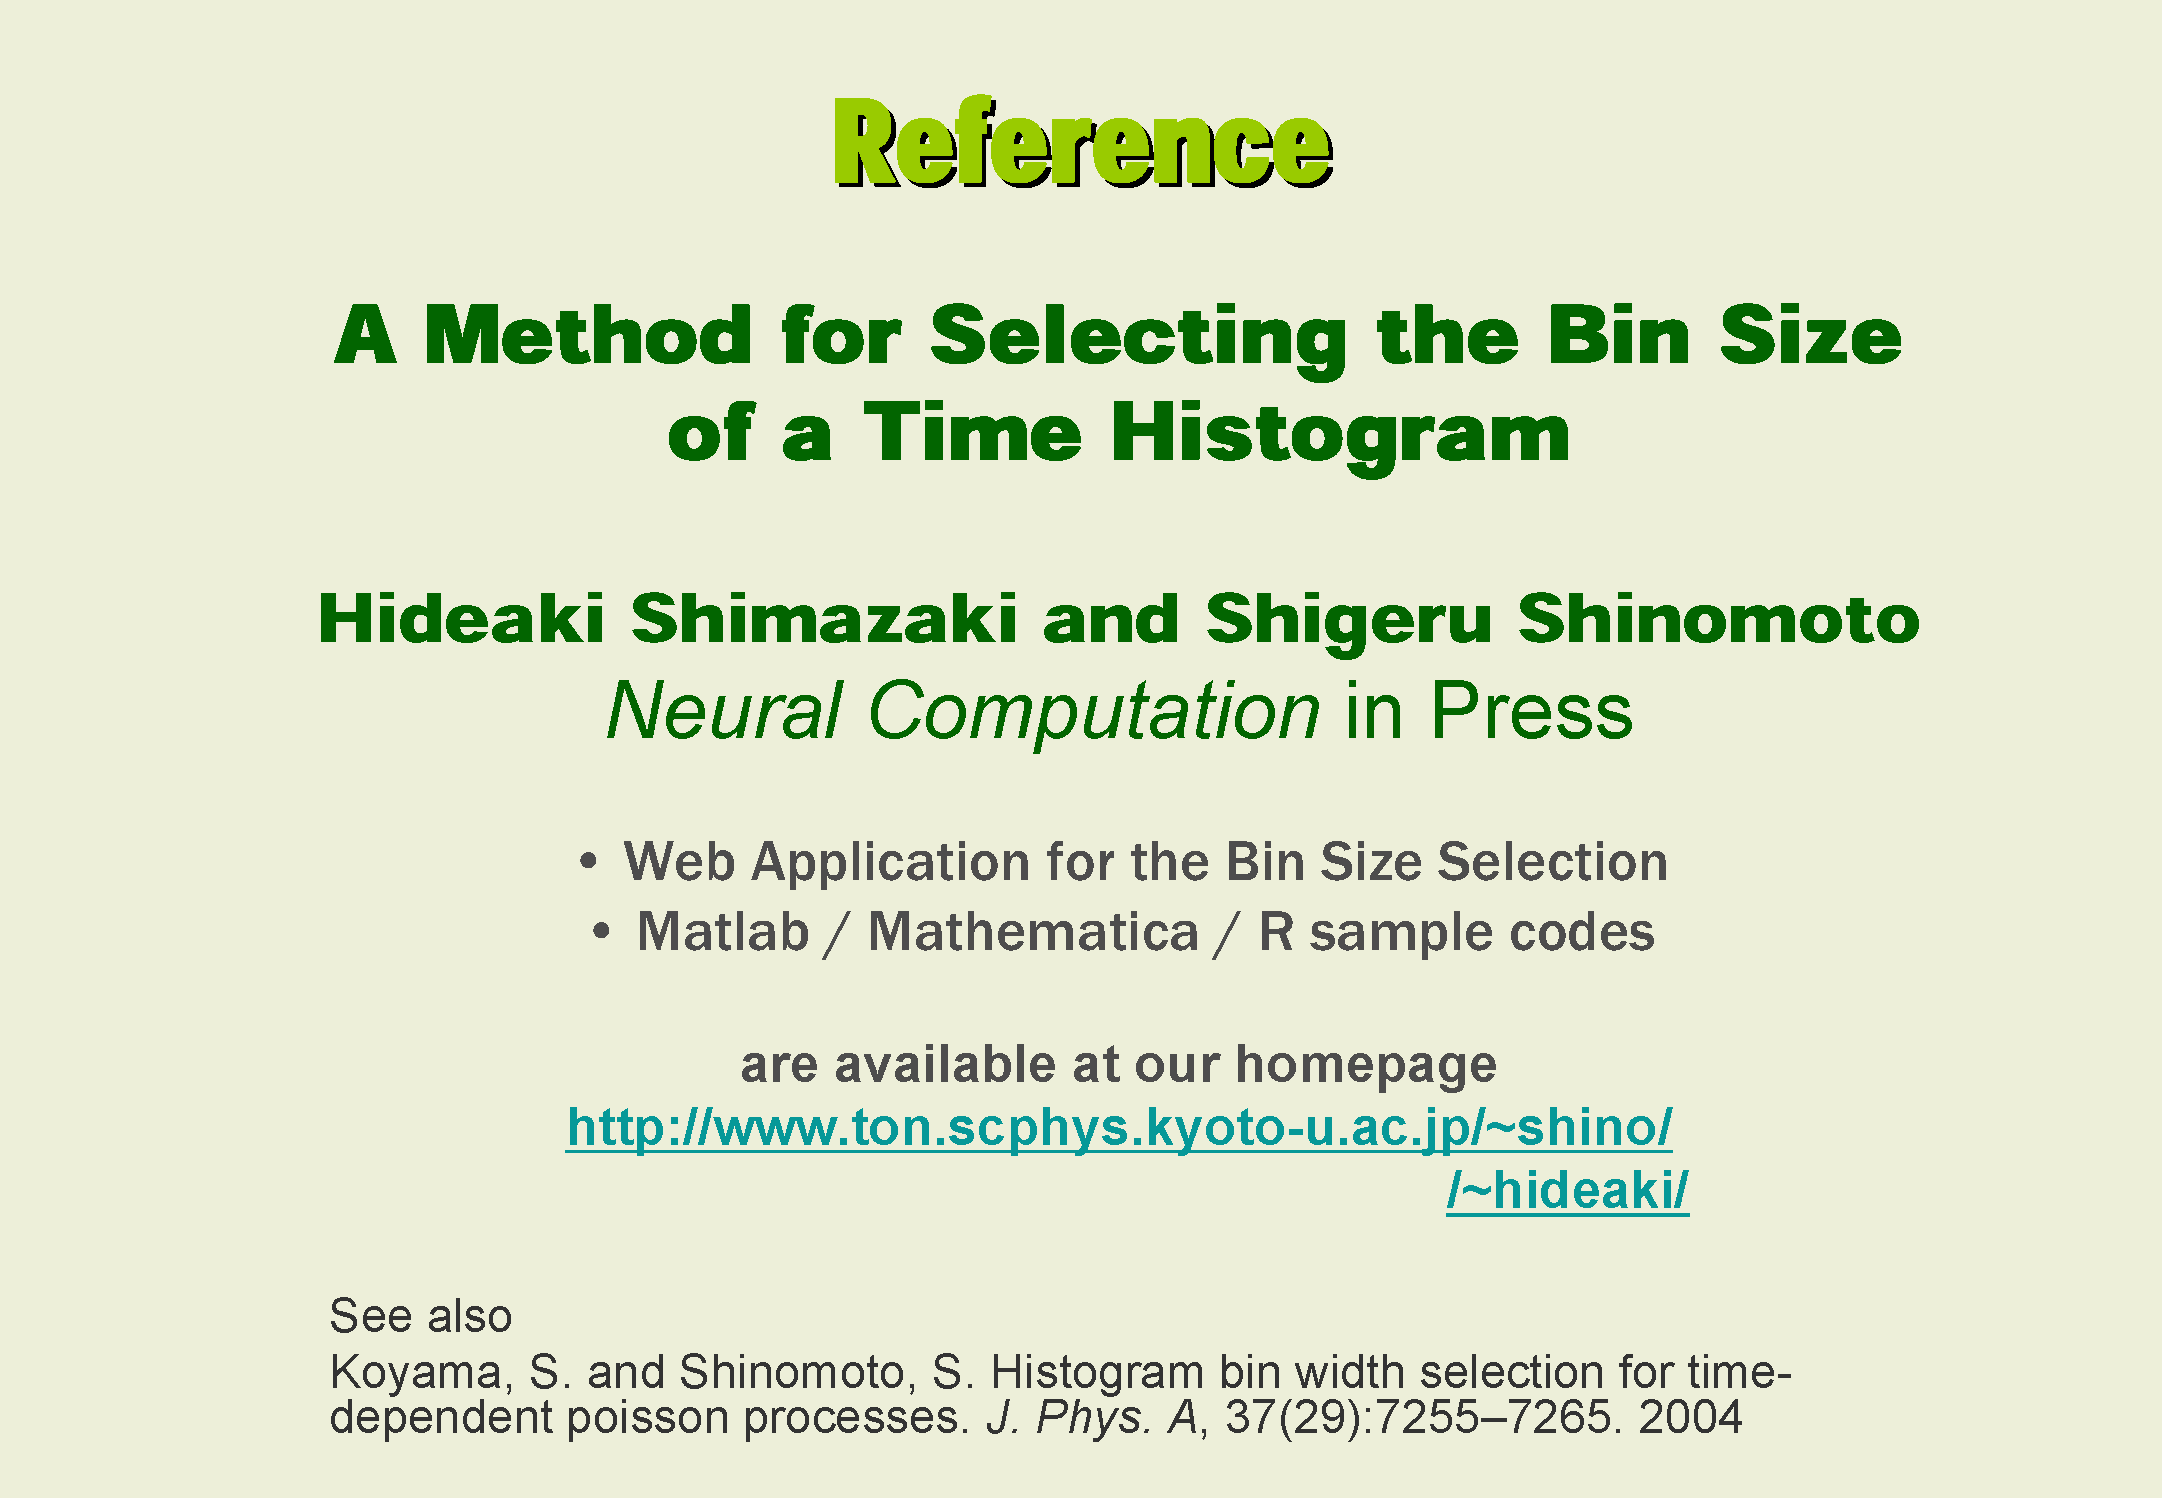 Reference
A Method for Selecting the Bin Size
of a Time Histogram
Hideaki Shimazaki and Shigeru Shinomoto
Neural Computation in Press
• Web Application for the Bin Size Selection
• Matlab / Mathematica / R sample codes
are available at our homepage
http://www.ton.scphys.kyoto-u.ac.jp/~shino/
/~hideaki/
See also
Koyama, S. and Shinomoto, S. Histogram bin width selection for time-
dependent poisson processes. J. Phys. A, 37(29):7255–7265. 2004